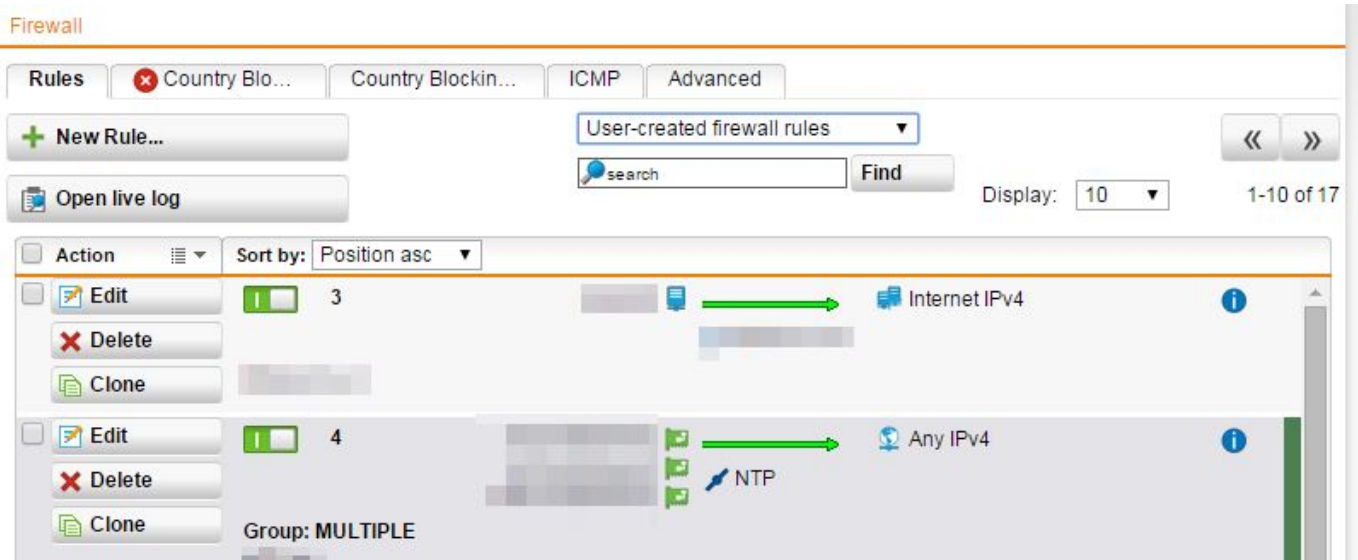 Firewall
Rules Country Blo... Country Blockin... ICMP Advanced
New Rule... User-created firewall rules
search Find
Open live log Display: 10 1-10 of 17
Action Sort by: Position asc
Edit 3 Internet IPv4
Delete
Clone
Edit 4 Any IPv4
Delete NTP
Clone
Group: MULTIPLE